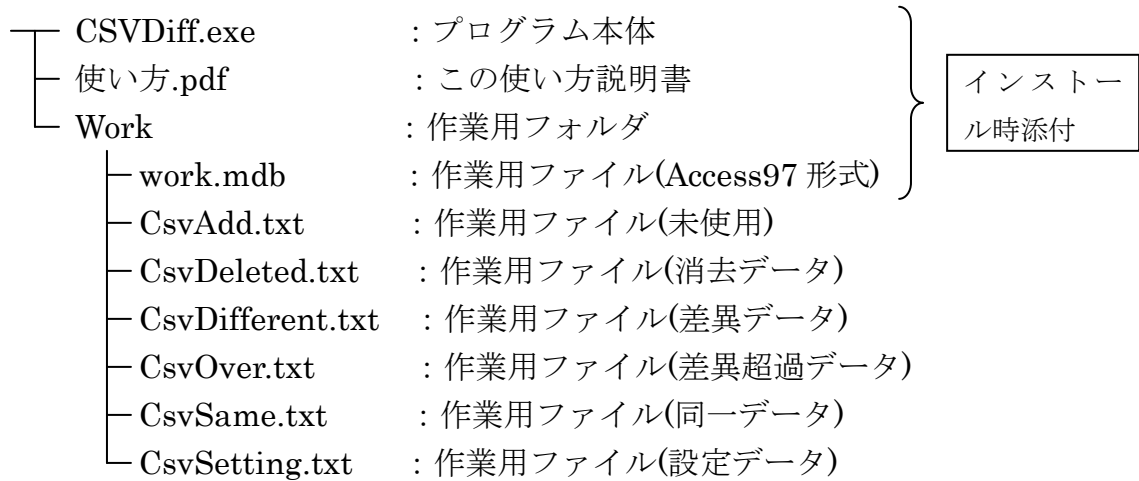 CSVDiff.exe : プログラム本体
使い方.pdf : この使い方説明書
Work : 作業用フォルダ
work.mdb : 作業用ファイル(Access97 形式)
CsvAdd.txt : 作業用ファイル(未使用)
CsvDeleted.txt : 作業用ファイル(消去データ)
CsvDifferent.txt : 作業用ファイル(差異データ)
CsvOver.txt : 作業用ファイル(差異超過データ)
CsvSame.txt : 作業用ファイル(同一データ)
CsvSetting.txt : 作業用ファイル(設定データ)
インストー
ル時添付